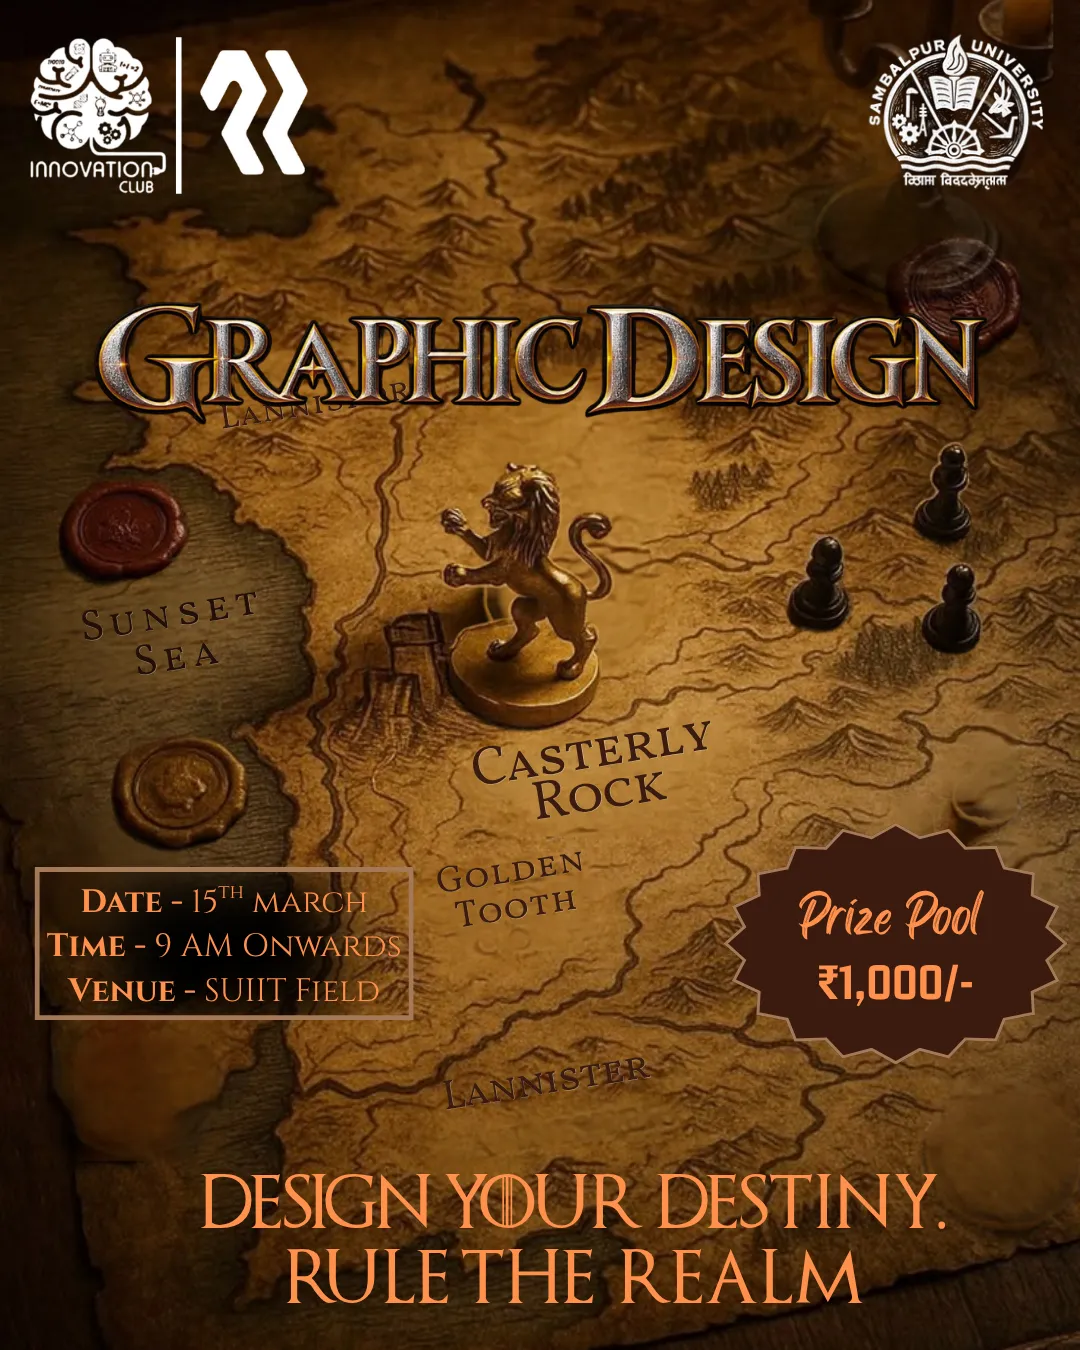 INNOVATION
CLUB
SAMBALPUR UNIVERSITY
GRAPHIC DESIGN
LANNISTER
SUNSET
SEA
CASTERLY
ROCK
GOLDEN
TOOTH
DATE - 15TH MARCH
TIME - 9 AM ONWARDS
VENUE - SUIIT FIELD
Prize Pool
₹1,000/-
LANNISTER
DESIGN YOUR DESTINY.
RULE THE REALM